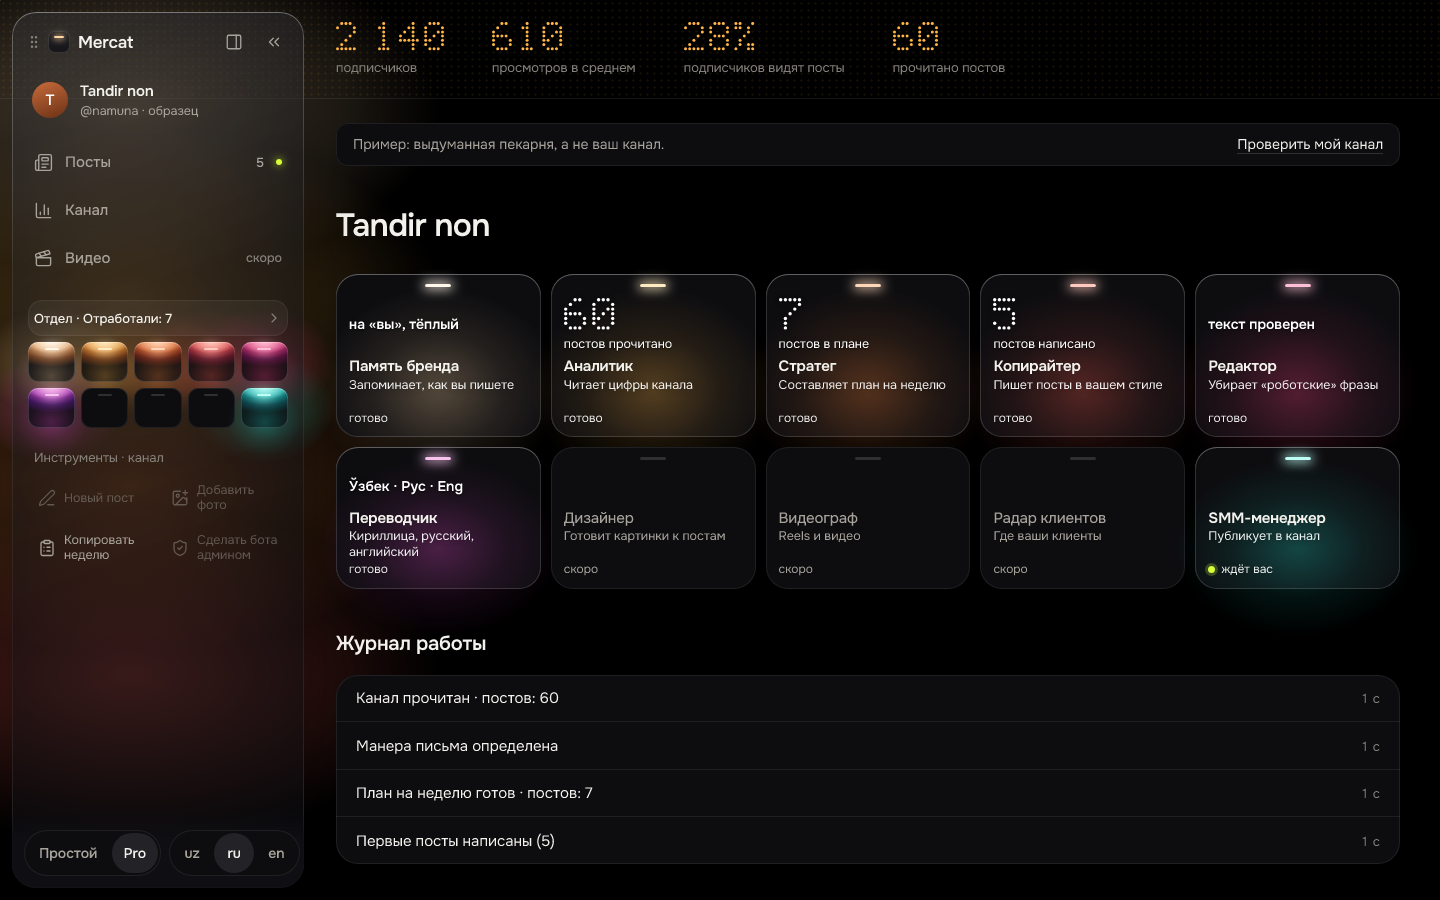 Mercat
Tandir non
@namuna · образец
Посты 5
Канал
Видео скоро
Отдел · Отработали: 7
Инструменты · канал
Новый пост
Добавить
фото
Копировать
неделю
Сделать бота
админом
Простой Pro
uz ru en
2 140
подписчиков
610
просмотров в среднем
28%
подписчиков видят посты
60
прочитано постов
Пример: выдуманная пекарня, а не ваш канал.
Проверить мой канал
Tandir non
на «вы», тёплый
Память бренда
Запоминает, как вы пишете
готово
60
постов прочитано
Аналитик
Читает цифры канала
готово
7
постов в плане
Стратег
Составляет план на неделю
готово
5
постов написано
Копирайтер
Пишет посты в вашем стиле
готово
текст проверен
Редактор
Убирает «роботские» фразы
готово
Ўзбек · Рус · Eng
Переводчик
Кириллица, русский,
английский
готово
Дизайнер
Готовит картинки к постам
скоро
Видеограф
Reels и видео
скоро
Радар клиентов
Где ваши клиенты
скоро
SMM-менеджер
Публикует в канал
ждёт вас
Журнал работы
Канал прочитан · постов: 60 1 с
Манера письма определена 1 с
План на неделю готов · постов: 7 1 с
Первые посты написаны (5) 1 с